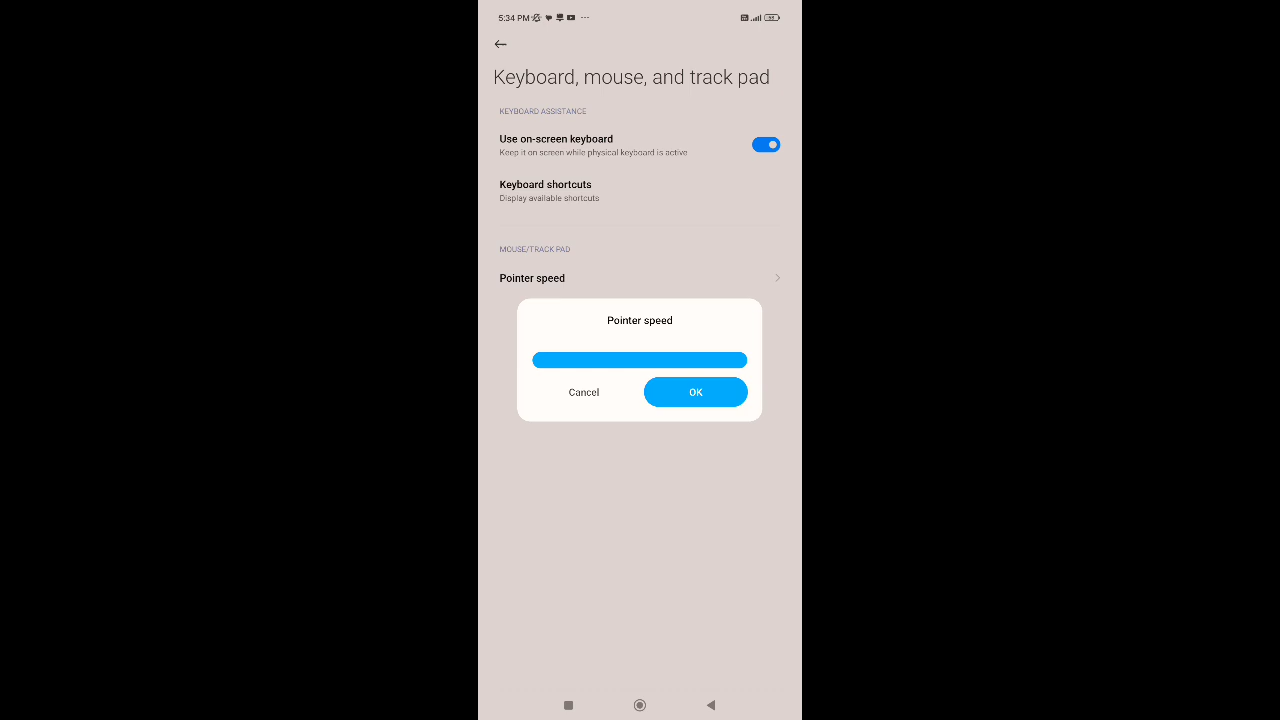 5:34 PM
Keyboard, mouse, and track pad
KEYBOARD ASSISTANCE
Use on-screen keyboard
Keep it on screen while physical keyboard is active
Keyboard shortcuts
Display available shortcuts
MOUSE/TRACK PAD
Pointer speed
Pointer speed
Cancel OK